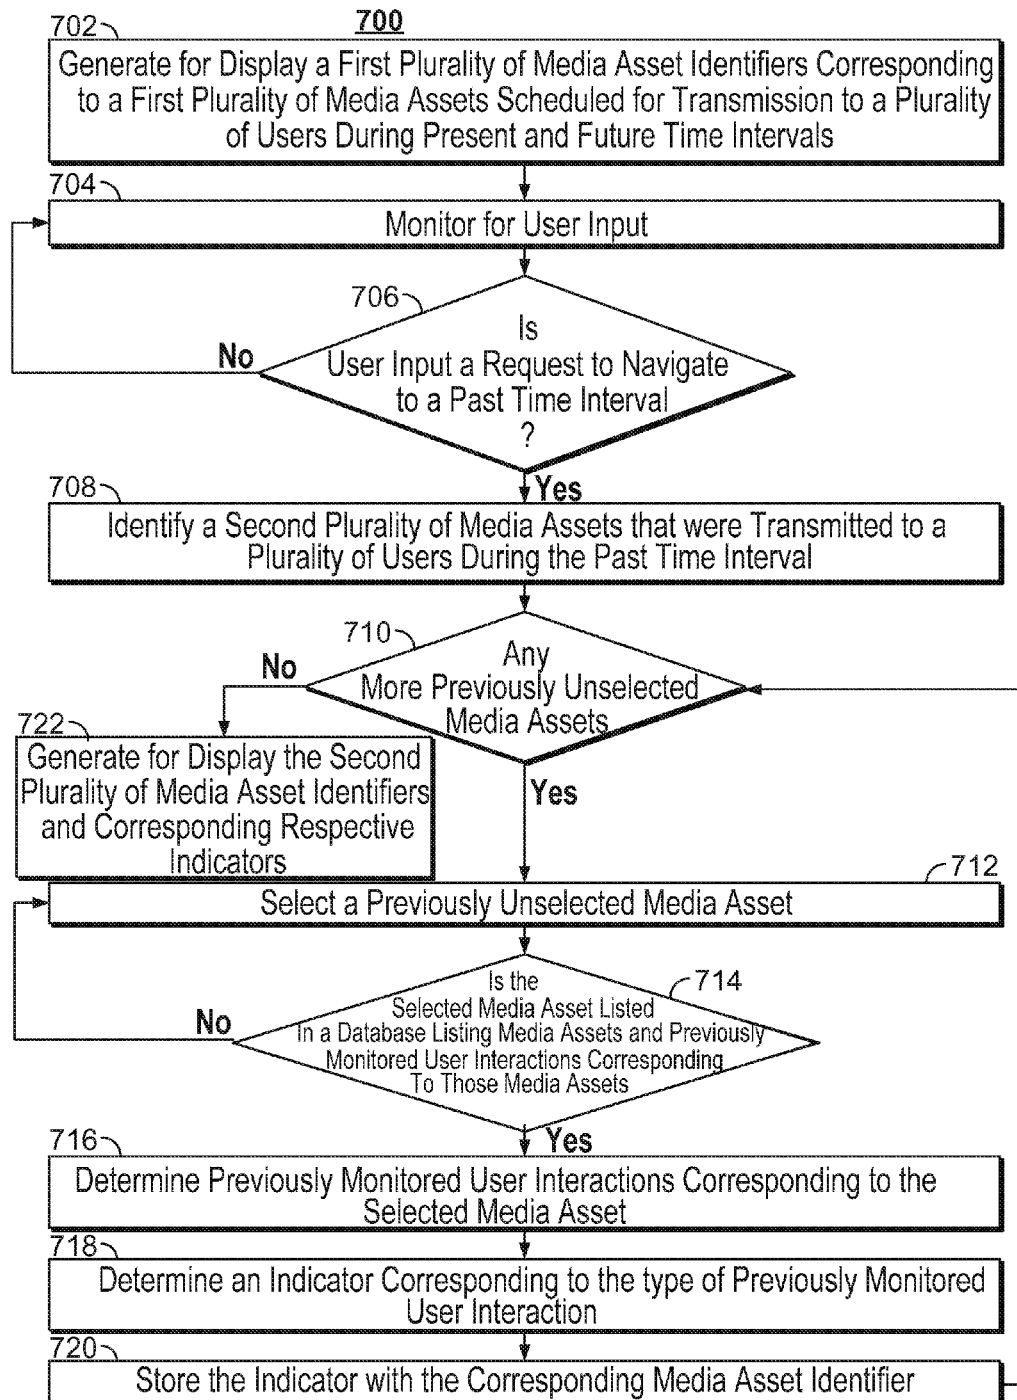 700
702
Generate for Display a First Plurality of Media Asset Identifiers Corresponding
to a First Plurality of Media Assets Scheduled for Transmission to a Plurality
of Users During Present and Future Time Intervals
704
Monitor for User Input
706
Is
User Input a Request to Navigate
to a Past Time Interval
?
No
Yes
708
Identify a Second Plurality of Media Assets that were Transmitted to a
Plurality of Users During the Past Time Interval
710
Any
More Previously Unselected
Media Assets
No
Yes
722
Generate for Display the Second
Plurality of Media Asset Identifiers
and Corresponding Respective
Indicators
712
Select a Previously Unselected Media Asset
714
Is the
Selected Media Asset Listed
In a Database Listing Media Assets and Previously
Monitored User Interactions Corresponding
To Those Media Assets
No
Yes
716
Determine Previously Monitored User Interactions Corresponding to the
Selected Media Asset
718
Determine an Indicator Corresponding to the type of Previously Monitored
User Interaction
720
Store the Indicator with the Corresponding Media Asset Identifier